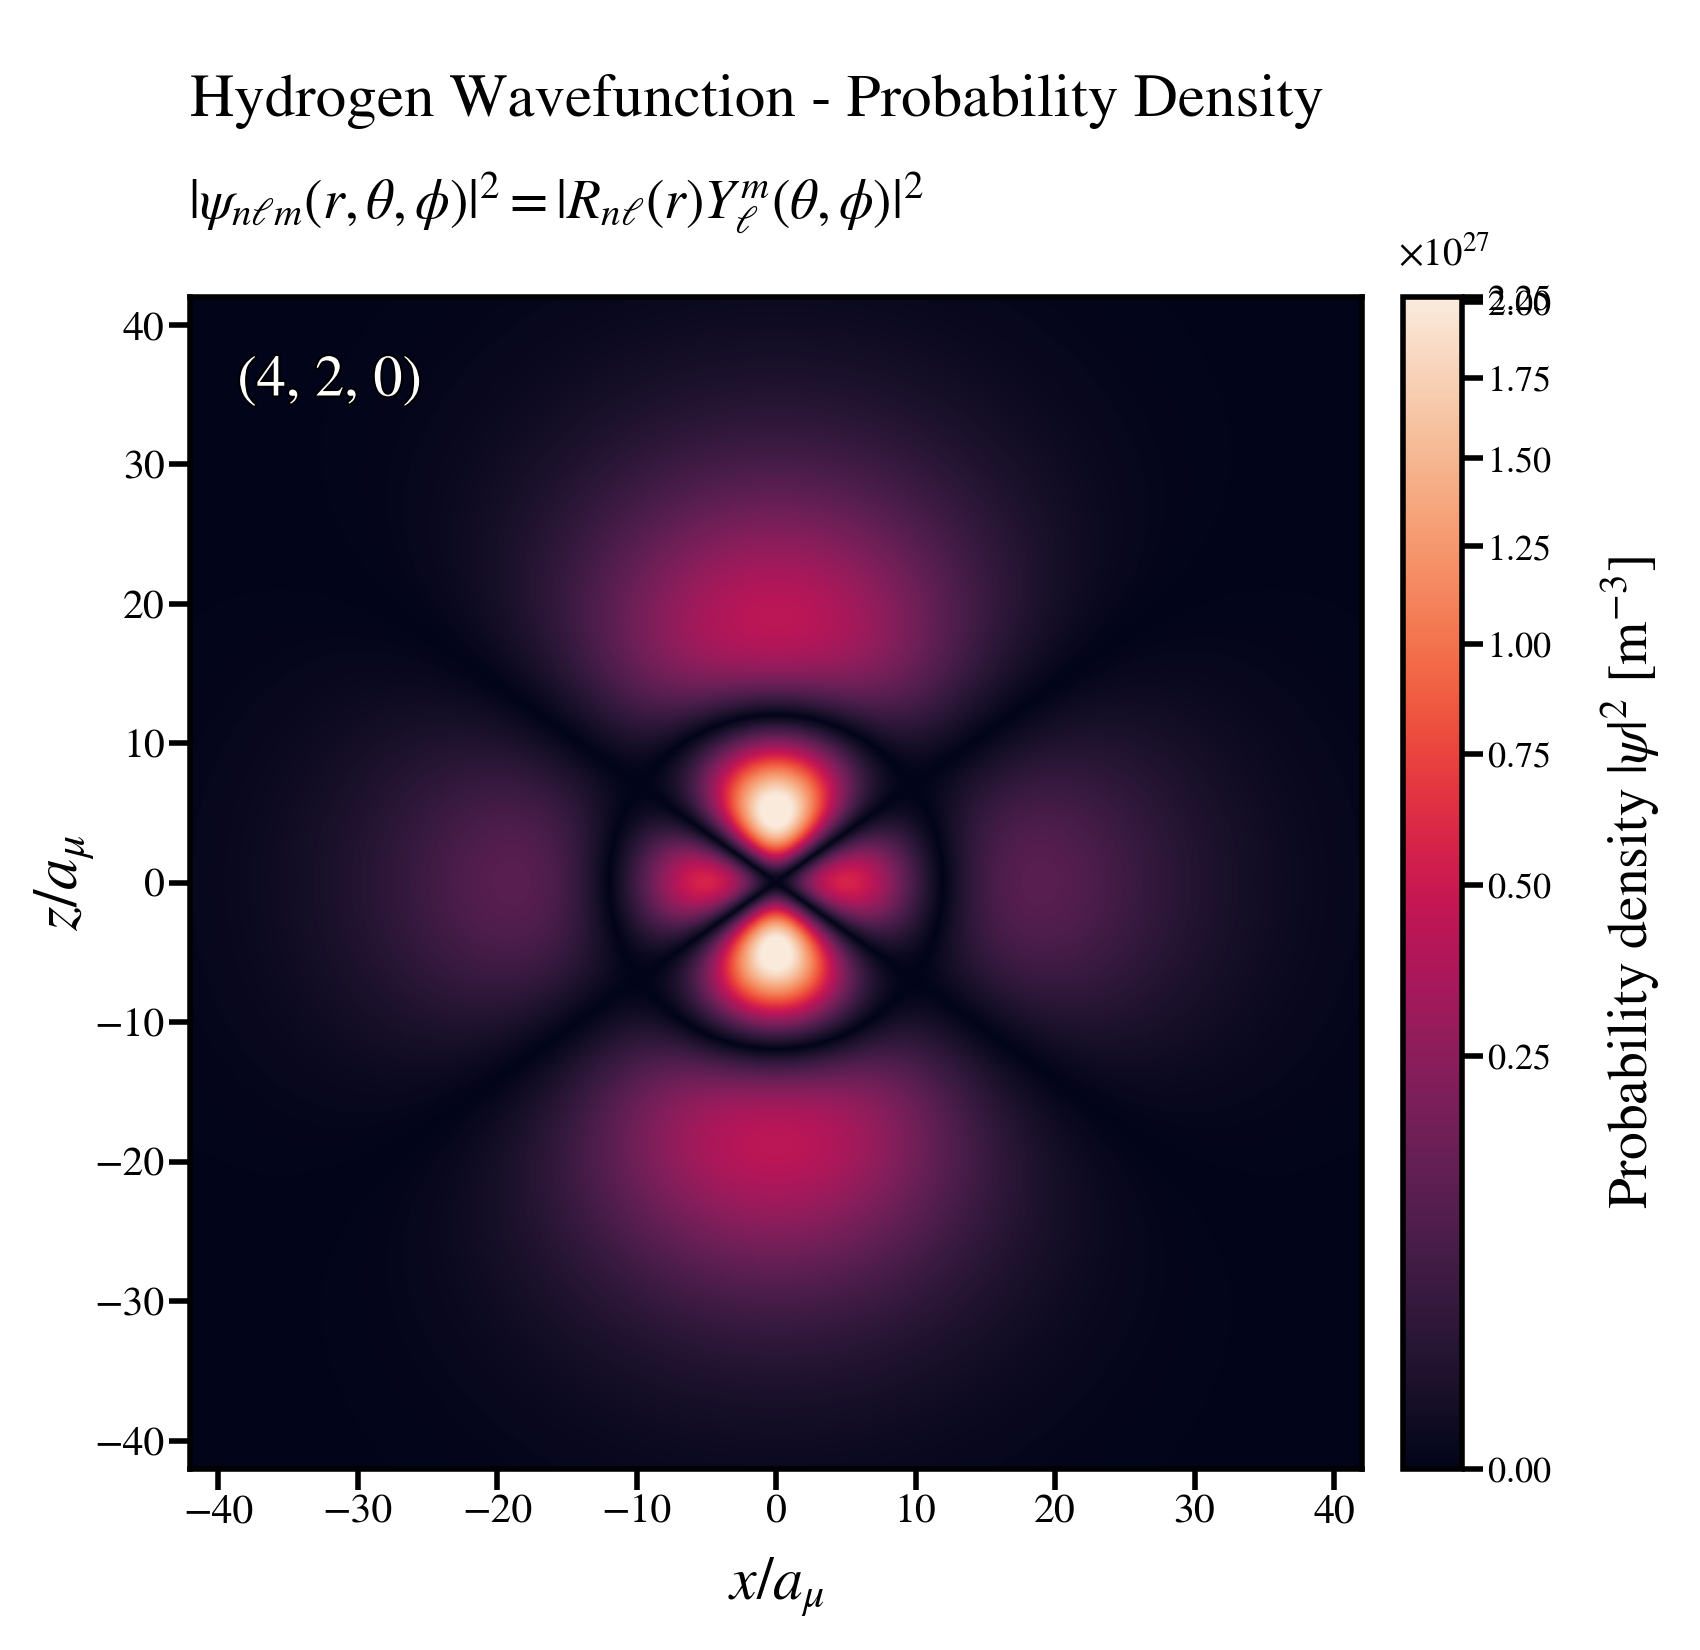 Hydrogen Wavefunction - Probability Density
|ψₙℓₘ(r, θ, ϕ)|² = |Rₙℓ(r)Yℓᵐ(θ, ϕ)|²
×10²⁷
(4, 2, 0)
40
30
20
10
0
−10
−20
−30
−40
z/aμ
−40 −30 −20 −10 0 10 20 30 40
x/aμ
2.00
1.75
1.50
1.25
1.00
0.75
0.50
0.25
0.00
Probability density |ψ|² [m⁻³]